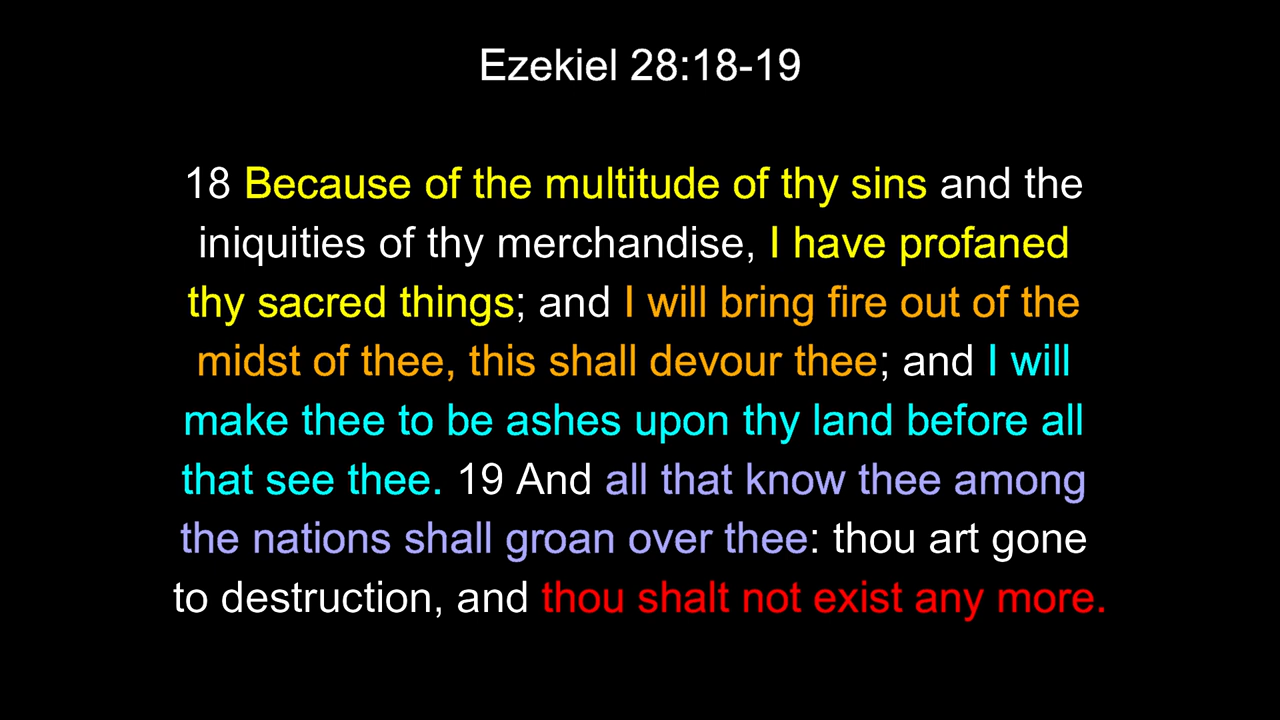 Ezekiel 28:18-19
18 Because of the multitude of thy sins and the
iniquities of thy merchandise, I have profaned
thy sacred things; and I will bring fire out of the
midst of thee, this shall devour thee; and I will
make thee to be ashes upon thy land before all
that see thee. 19 And all that know thee among
the nations shall groan over thee: thou art gone
to destruction, and thou shalt not exist any more.